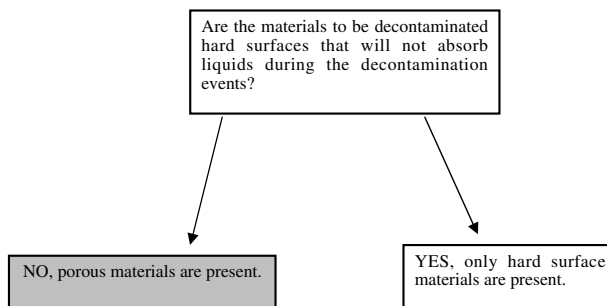 Are the materials to be decontaminated
hard surfaces that will not absorb
liquids during the decontamination
events?
NO, porous materials are present.
YES, only hard surface
materials are present.